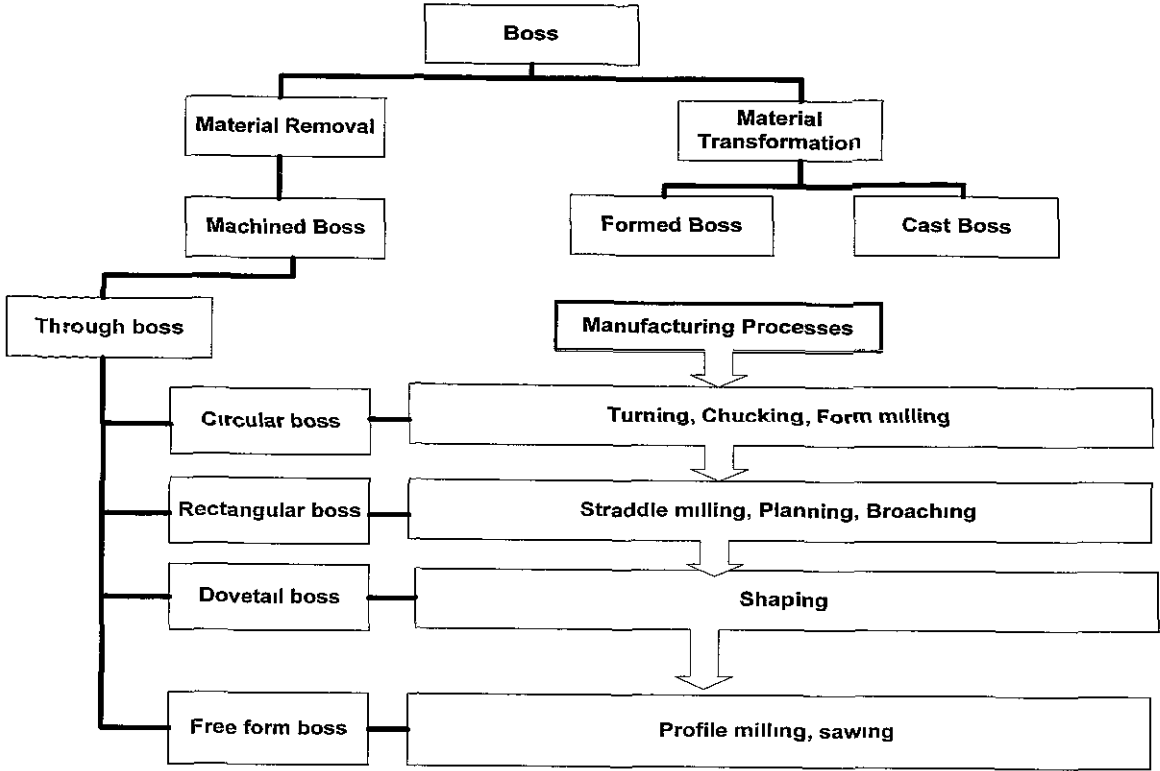 Boss
Material Removal
Material
Transformation
Machined Boss
Formed Boss
Cast Boss
Through boss
Manufacturing Processes
Circular boss
Turning, Chucking, Form milling
Rectangular boss
Straddle milling, Planning, Broaching
Dovetail boss
Shaping
Free form boss
Profile milling, sawing